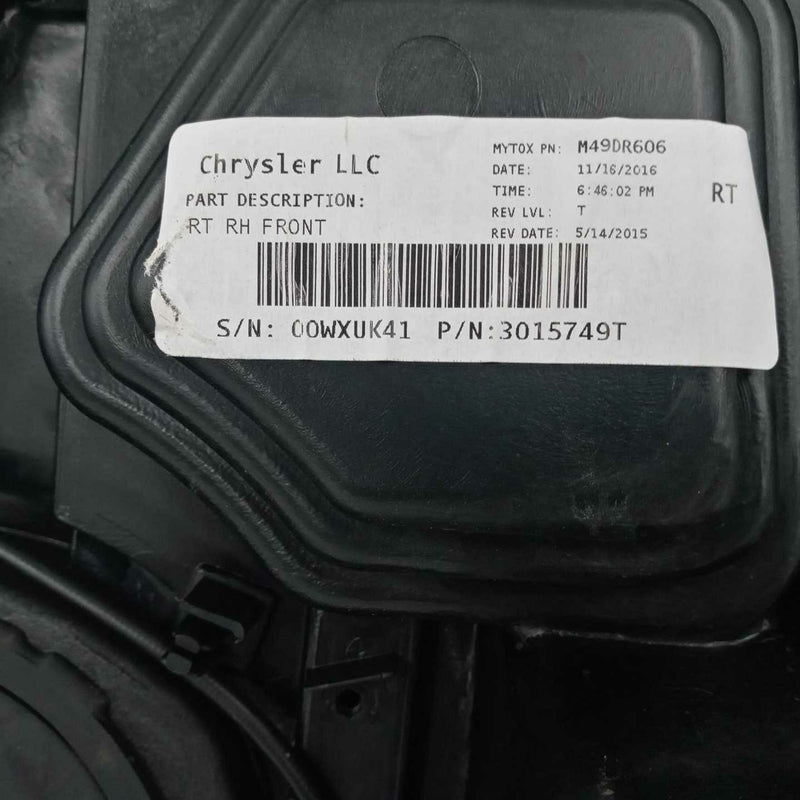 Chrysler LLC
PART DESCRIPTION:
RT RH FRONT
MYTOX PN: M49DR606
DATE: 11/16/2016
TIME: 6:46:02 PM
REV LVL: T
REV DATE: 5/14/2015
RT
S/N: 00WXUK41 P/N:3015749T